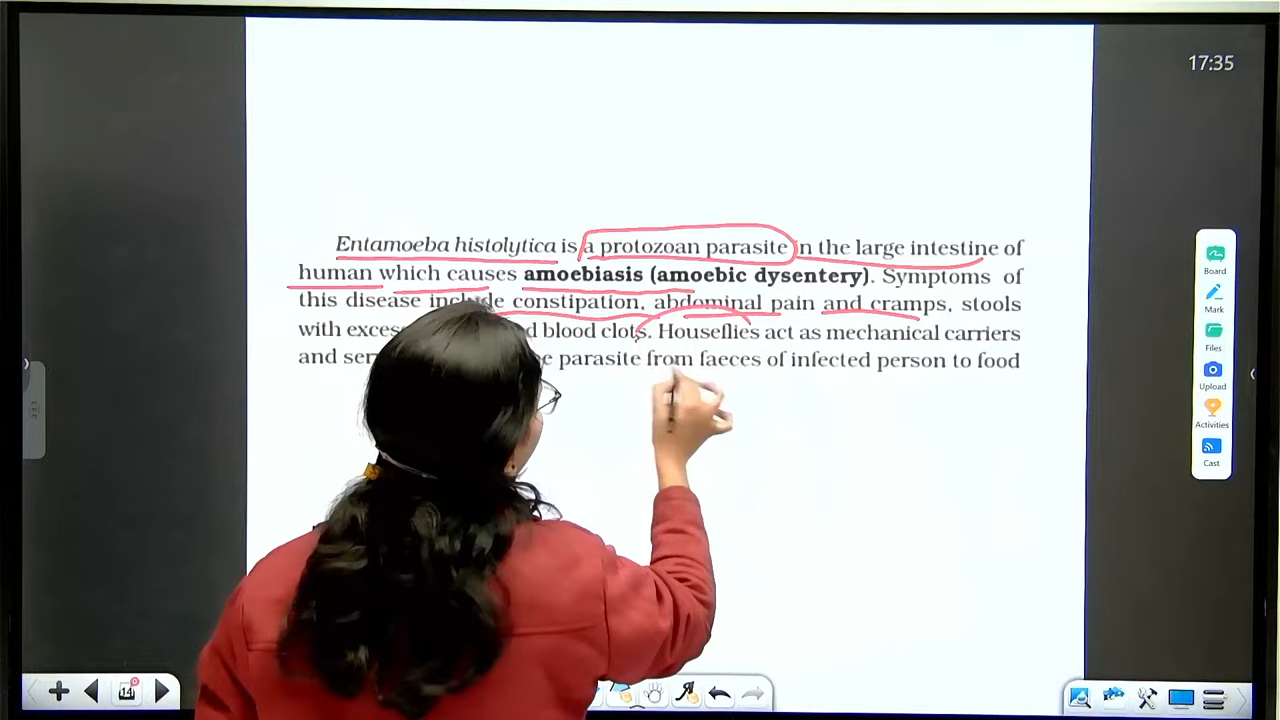 17:35
Entamoeba histolytica is a protozoan parasite in the large intestine of
human which causes amoebiasis (amoebic dysentery). Symptoms of
this disease include constipation, abdominal pain and cramps, stools
with blood clots. Houseflies act as mechanical carriers
and parasite from faeces of infected person to food
Board
Mark
Files
Upload
Activities
Cast
14
0